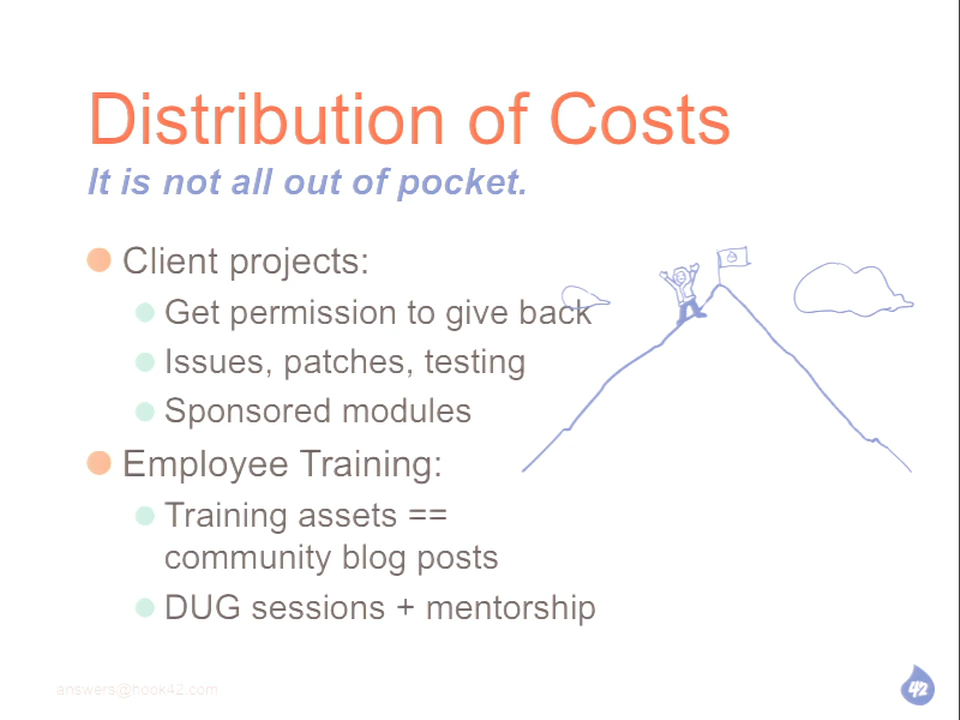 Distribution of Costs
It is not all out of pocket.
Client projects:
Get permission to give back
Issues, patches, testing
Sponsored modules
Employee Training:
Training assets ==
community blog posts
DUG sessions + mentorship
answers@hook42.com
42